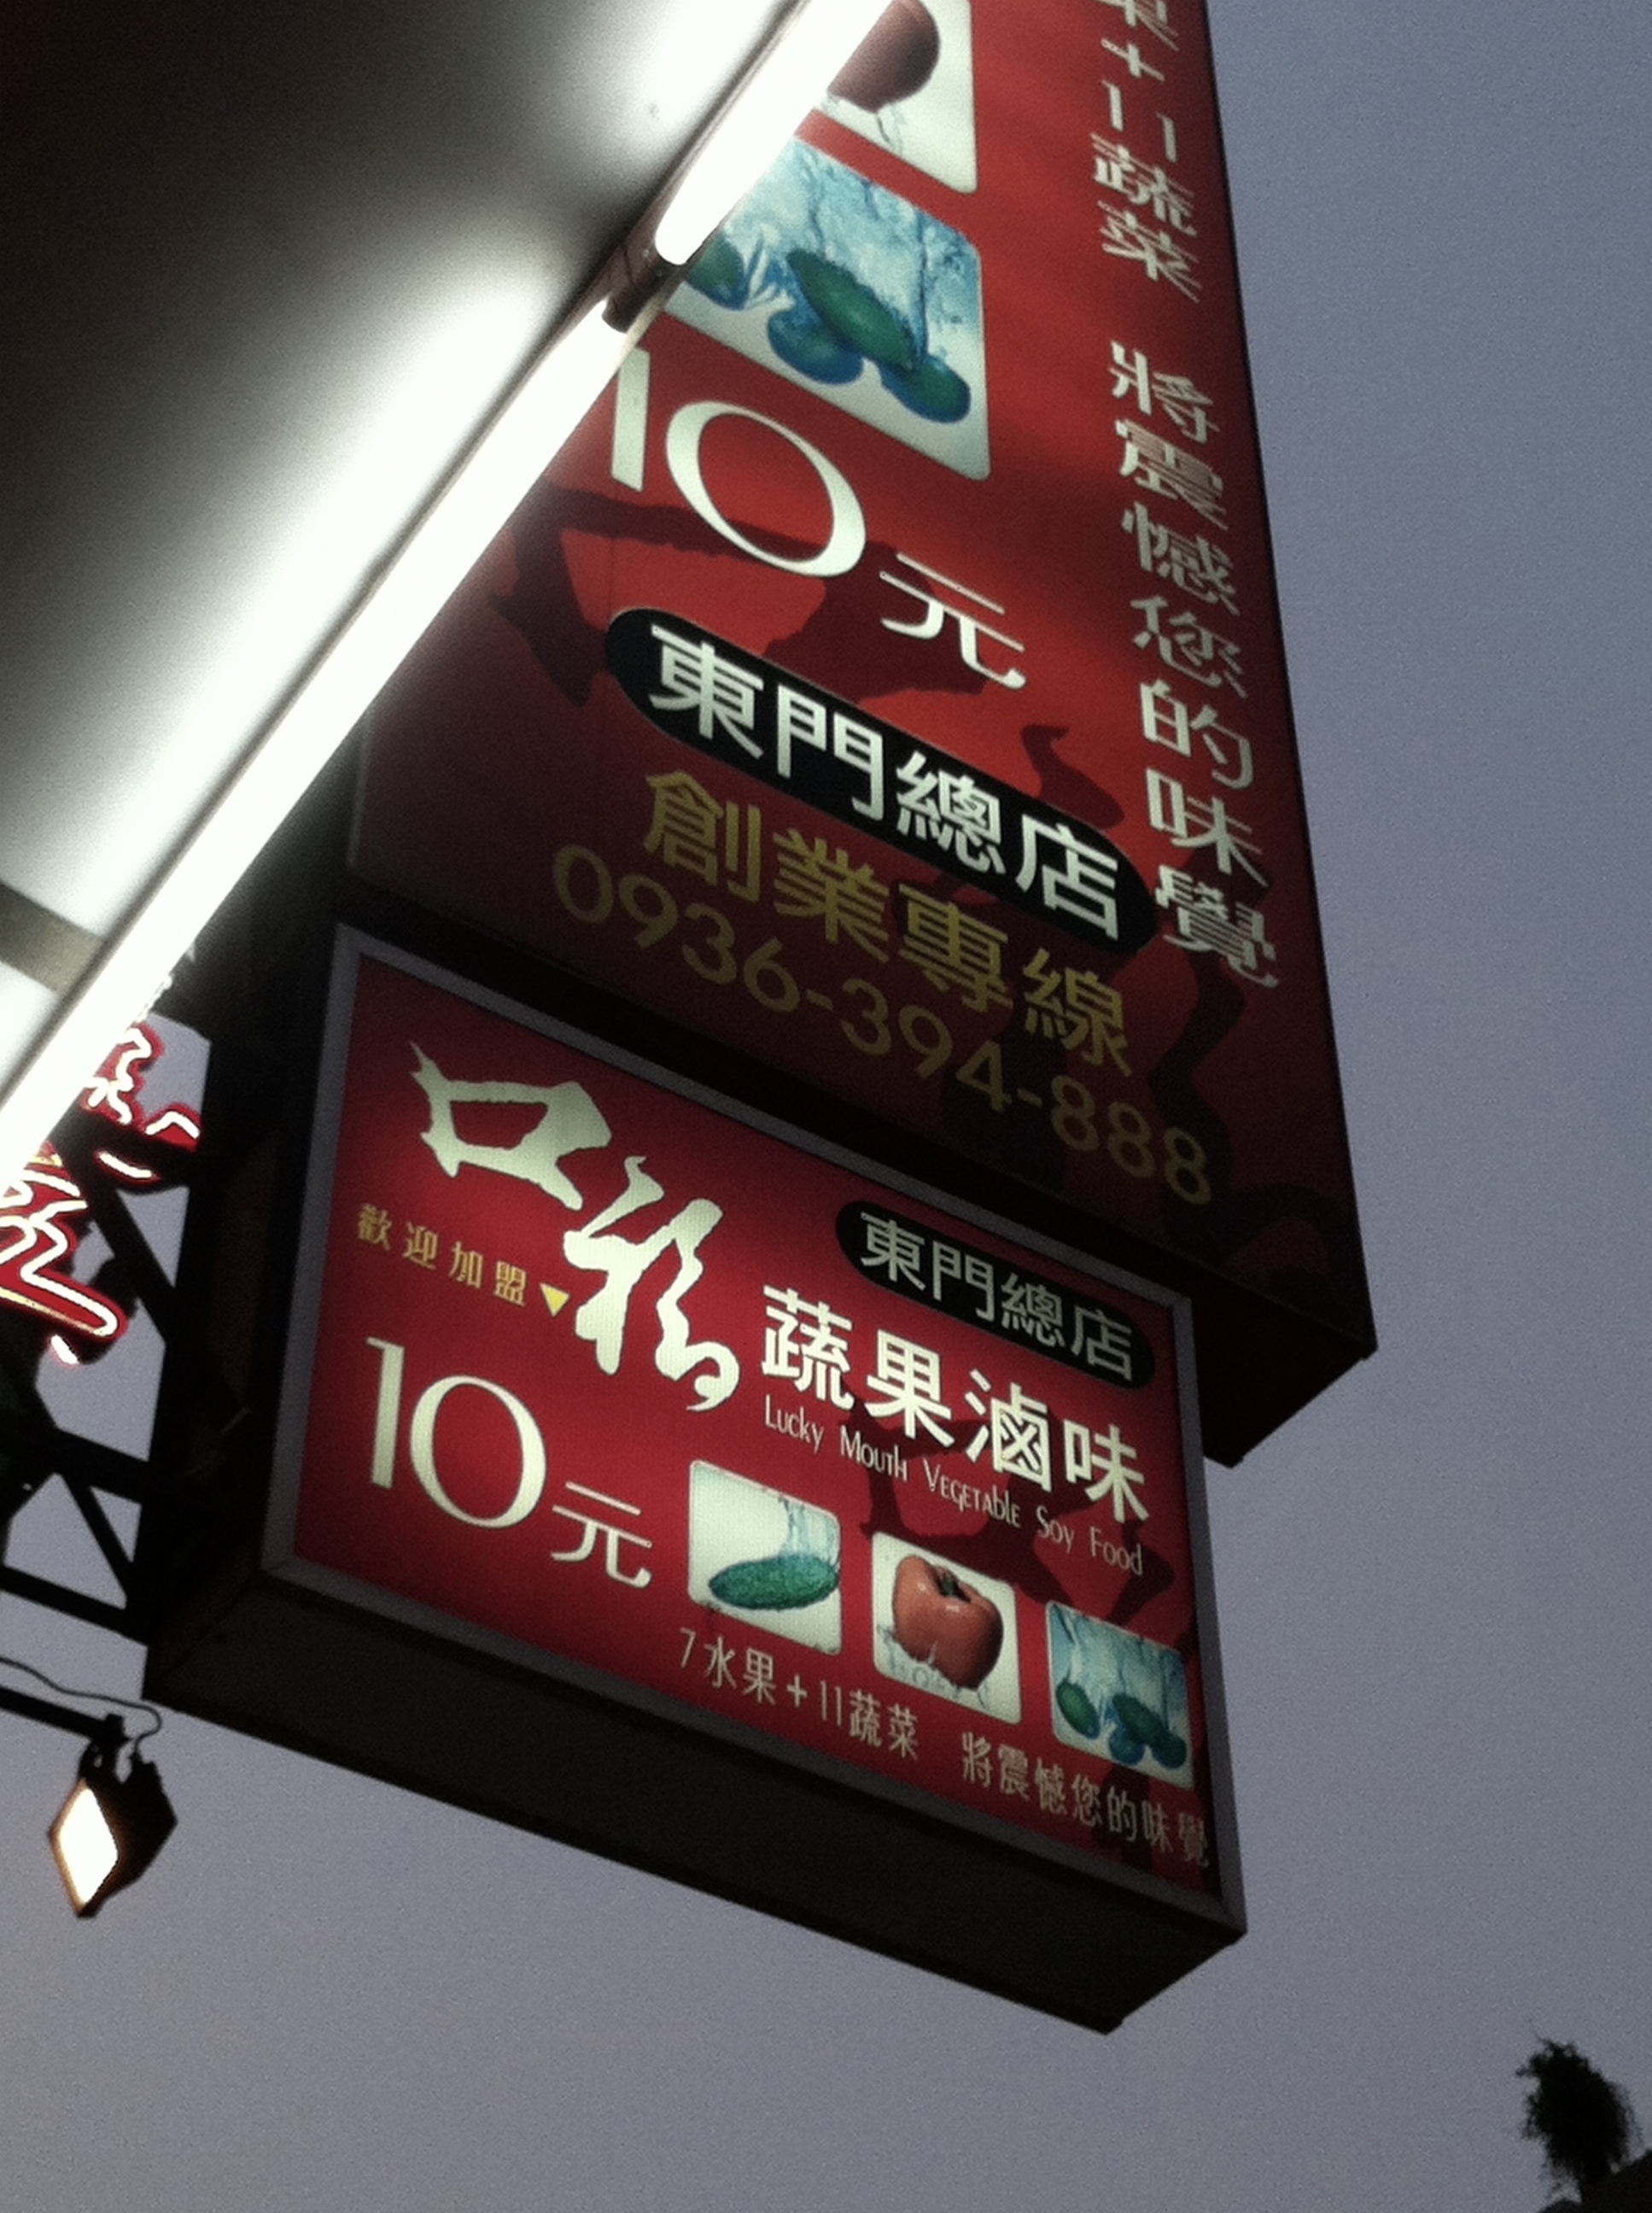 +11蔬菜 將震憾您的味覺
10元
東門總店
創業專線
0936-394-888
東門總店
口福
歡迎加盟
蔬果滷味
Lucky Mouth Vegetable Soy Food
10元
7水果+11蔬菜 將震憾您的味覺